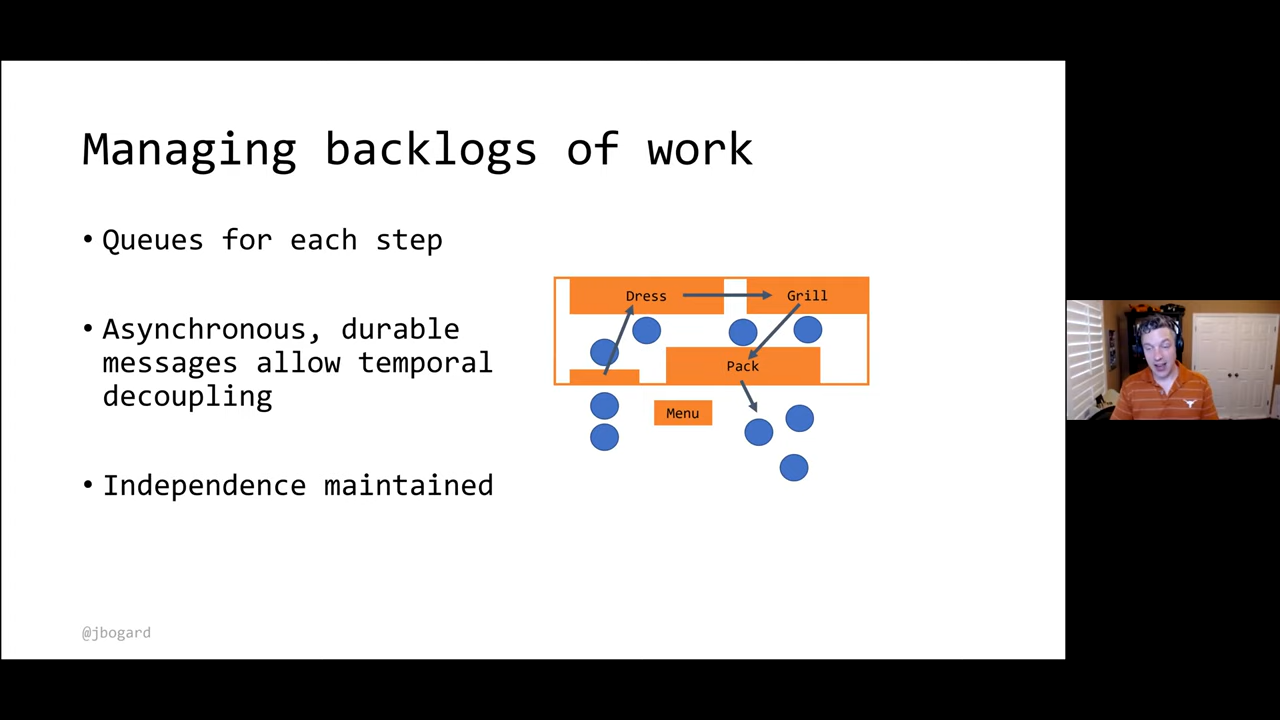 Managing backlogs of work
• Queues for each step
• Asynchronous, durable
messages allow temporal
decoupling
• Independence maintained
Dress
Grill
Pack
Menu
@jbogard